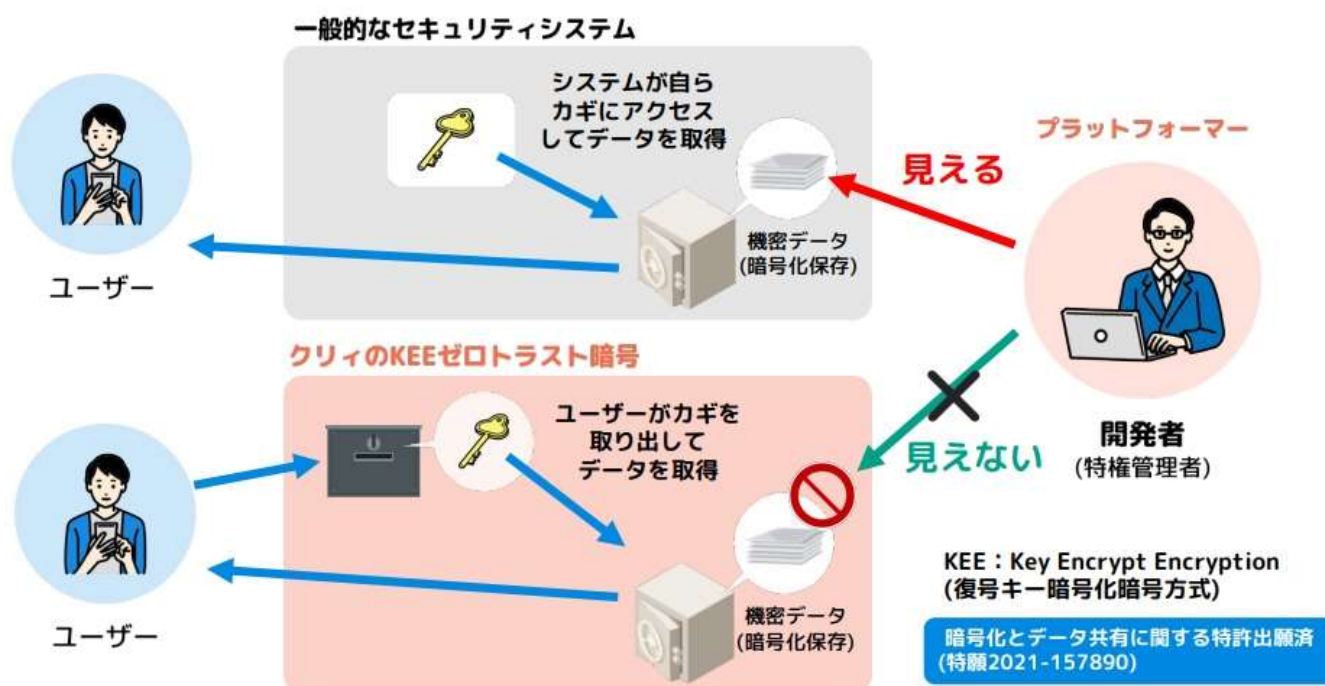 一般的なセキュリティシステム
システムが自ら
カギにアクセス
してデータを取得
プラットフォーマー
見える
機密データ
(暗号化保存)
ユーザー
クリィのKEEゼロトラスト暗号
ユーザーがカギを
取り出して
データを取得
見えない
開発者
(特権管理者)
機密データ
(暗号化保存)
ユーザー
KEE：Key Encrypt Encryption
(復号キー暗号化暗号方式)
暗号化とデータ共有に関する特許出願済
(特願2021-157890)